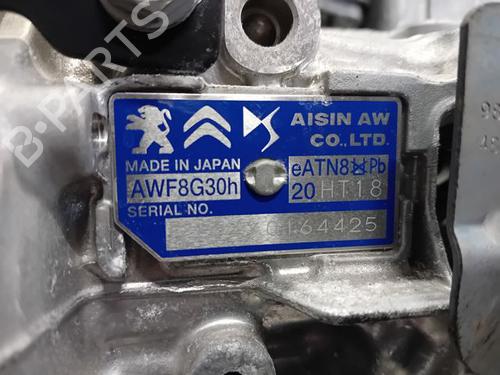 B-PARTS
AISIN AW
CO.,LTD.
MADE IN JAPAN
eATN8 Pb
AWF8G30h
20 HT18
SERIAL NO.
0164425